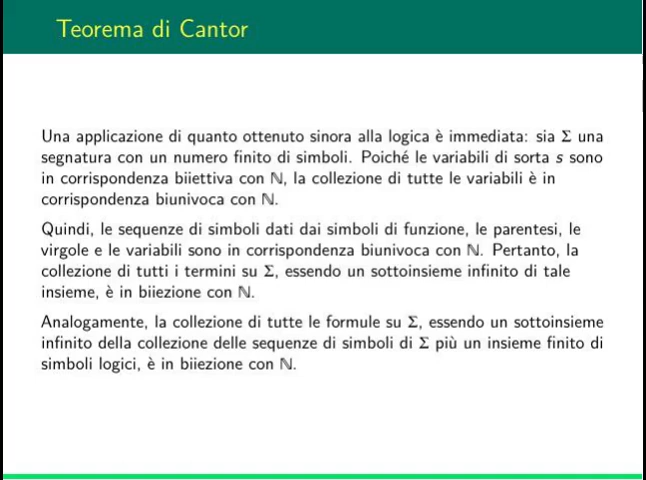 Teorema di Cantor
Una applicazione di quanto ottenuto sinora alla logica è immediata: sia Σ una
segnatura con un numero finito di simboli. Poiché le variabili di sorta s sono
in corrispondenza biiettiva con ℕ, la collezione di tutte le variabili è in
corrispondenza biunivoca con ℕ.
Quindi, le sequenze di simboli dati dai simboli di funzione, le parentesi, le
virgole e le variabili sono in corrispondenza biunivoca con ℕ. Pertanto, la
collezione di tutti i termini su Σ, essendo un sottoinsieme infinito di tale
insieme, è in biiezione con ℕ.
Analogamente, la collezione di tutte le formule su Σ, essendo un sottoinsieme
infinito della collezione delle sequenze di simboli di Σ più un insieme finito di
simboli logici, è in biiezione con ℕ.